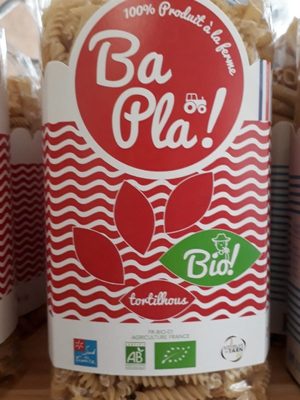 100% Produit à la ferme
Ba
Pla!
Bio!
tortilhous
AGRICULTURE FRANCE
AB